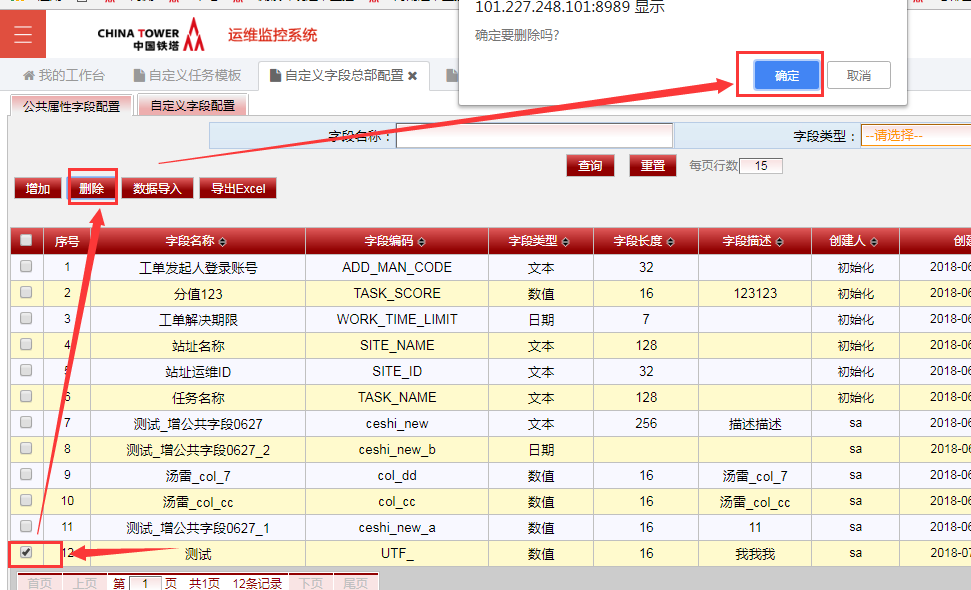 101.227.248.101:8989 显示
确定要删除吗?
确定 取消
CHINA TOWER
中国铁塔
运维监控系统
我的工作台 自定义任务模板 自定义字段总部配置
公共属性字段配置 自定义字段配置
字段名称： 字段类型： --请选择--
查询 重置 每页行数 15
增加 删除 数据导入 导出Excel
序号 字段名称 字段编码 字段类型 字段长度 字段描述 创建人 创
1 工单发起人登录账号 ADD_MAN_CODE 文本 32 初始化 2018-06
2 分值123 TASK_SCORE 数值 16 123123 初始化 2018-06
3 工单解决期限 WORK_TIME_LIMIT 日期 7 初始化 2018-06
4 站址名称 SITE_NAME 文本 128 初始化 2018-06
5 站址运维ID SITE_ID 文本 32 初始化 2018-06
6 任务名称 TASK_NAME 文本 128 初始化 2018-06
7 测试_增公共字段0627 ceshi_new 文本 256 描述描述 sa 2018-06
8 测试_增公共字段0627_2 ceshi_new_b 日期 sa 2018-06
9 汤雷_col_7 col_dd 数值 16 汤雷_col_7 sa 2018-06
10 汤雷_col_cc col_cc 数值 16 汤雷_col_cc sa 2018-06
11 测试_增公共字段0627_1 ceshi_new_a 数值 16 11 sa 2018-06
12 测试 UTF_ 数值 16 我我我 sa 2018-07
首页 上页 第 1 页 共1页 12条记录 下页 尾页